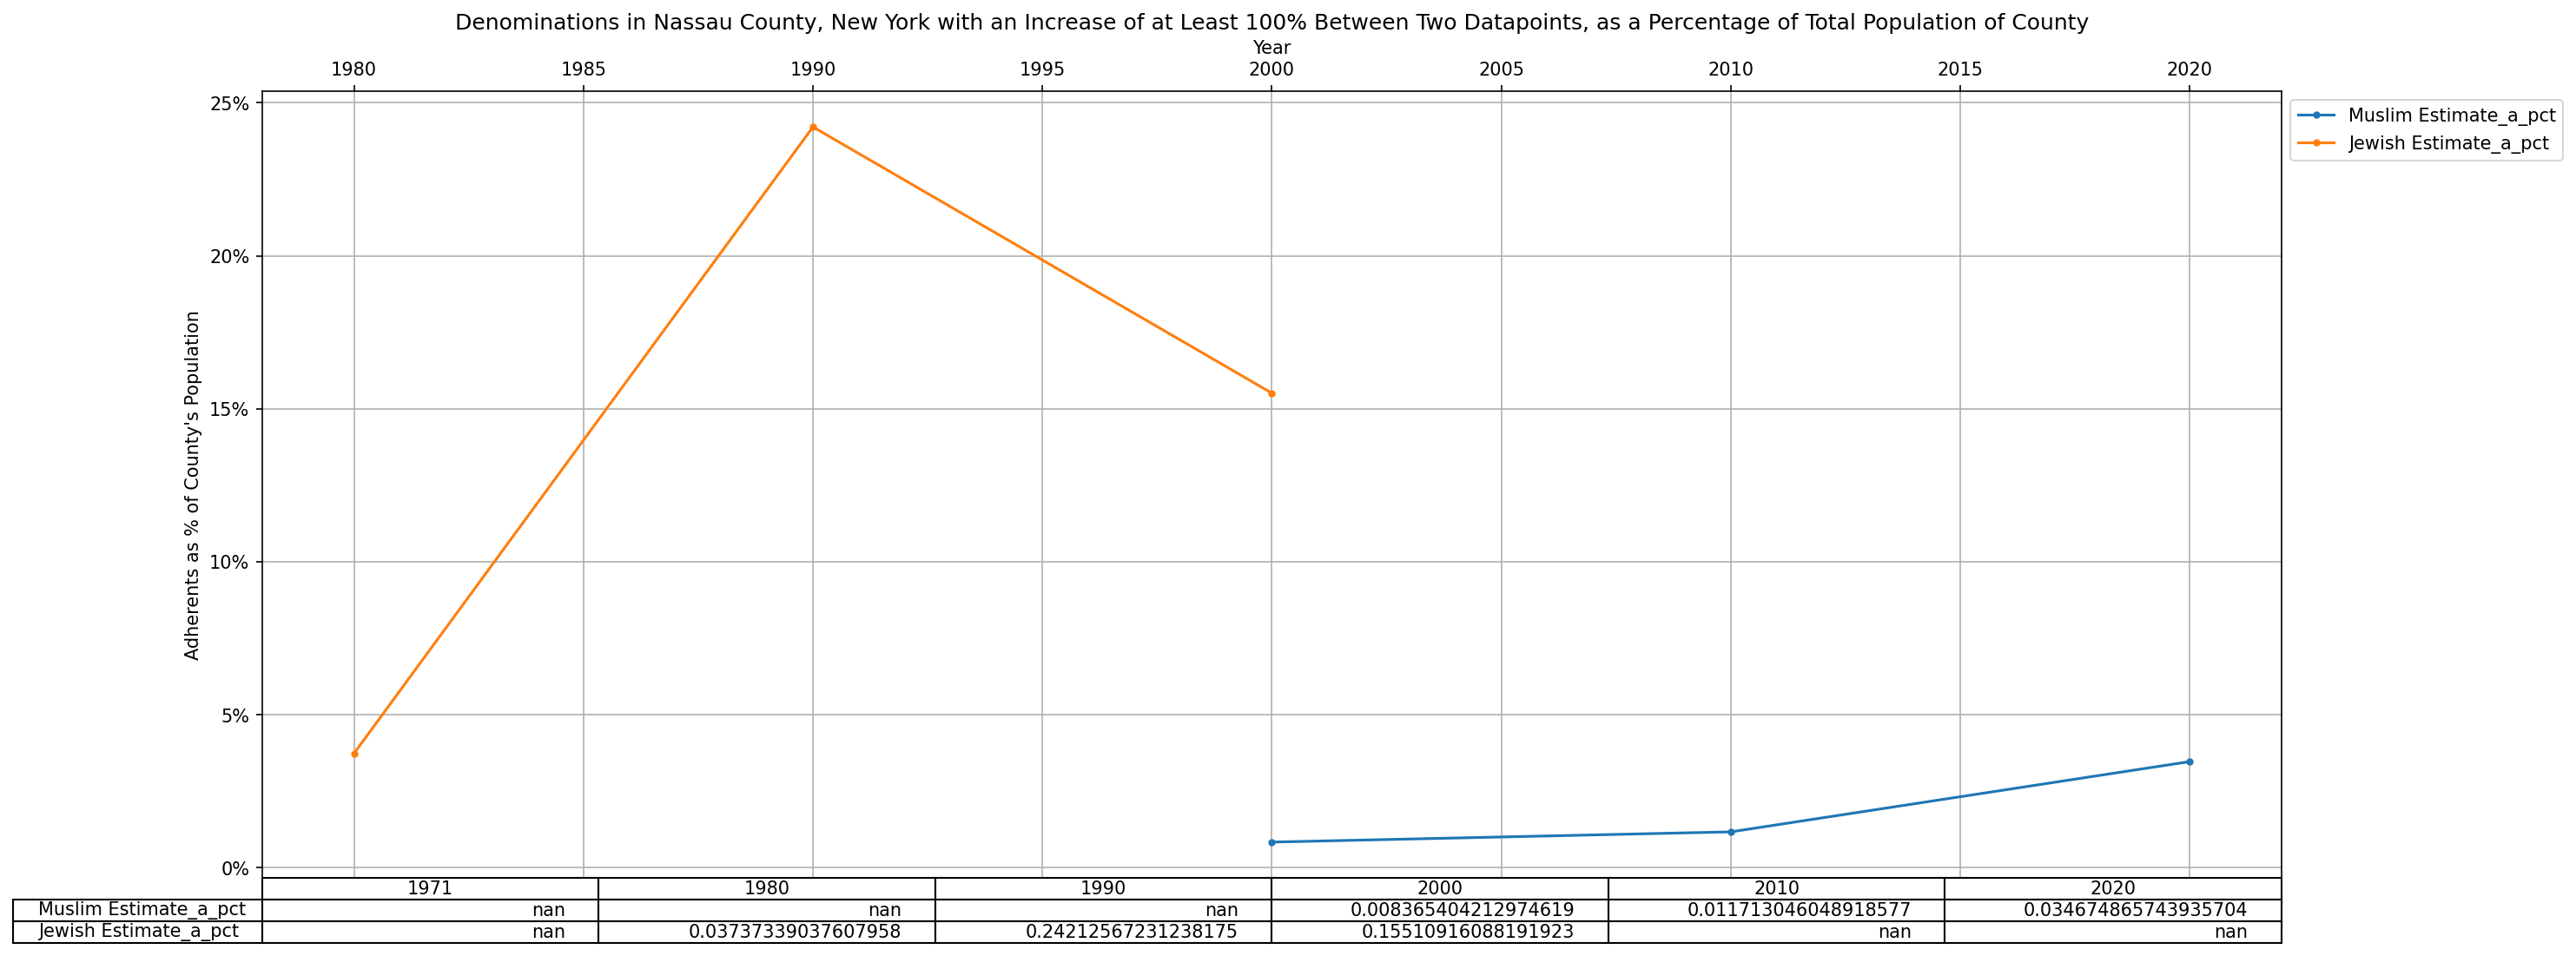 Denominations in Nassau County, New York with an Increase of at Least 100% Between Two Datapoints, as a Percentage of Total Population of County
Year
1980 1985 1990 1995 2000 2005 2010 2015 2020
25%
20%
15%
10%
5%
0%
Adherents as % of County's Population
Muslim Estimate_a_pct
Jewish Estimate_a_pct
1971 1980 1990 2000 2010 2020
Muslim Estimate_a_pct nan nan nan 0.008365404212974619 0.011713046048918577 0.034674865743935704
Jewish Estimate_a_pct nan 0.03737339037607958 0.24212567231238175 0.15510916088191923 nan nan